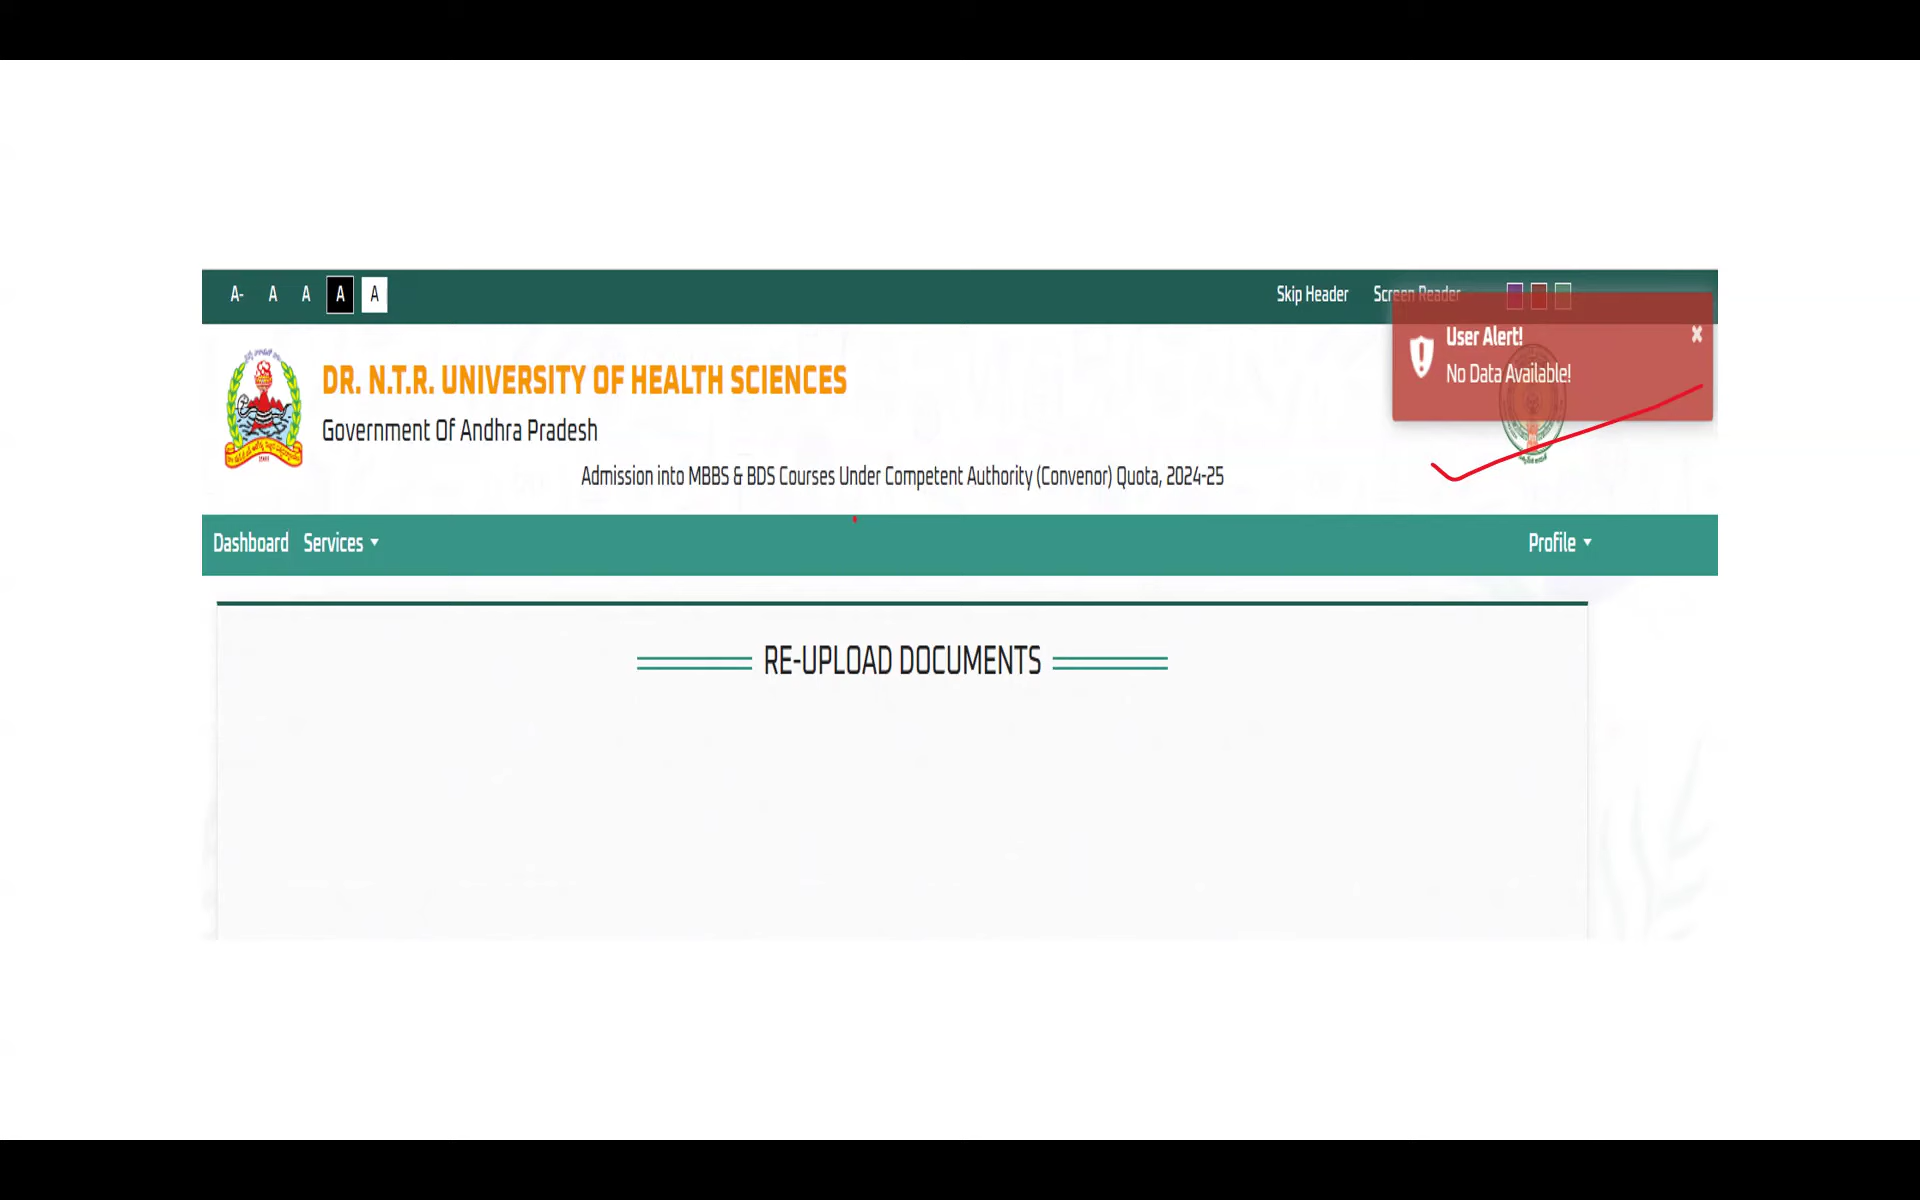 A- A A A A
Skip Header Screen Reader
User Alert!
No Data Available!
DR. N.T.R. UNIVERSITY OF HEALTH SCIENCES
Government Of Andhra Pradesh
Admission into MBBS & BDS Courses Under Competent Authority (Convenor) Quota, 2024-25
Dashboard Services Profile
RE-UPLOAD DOCUMENTS